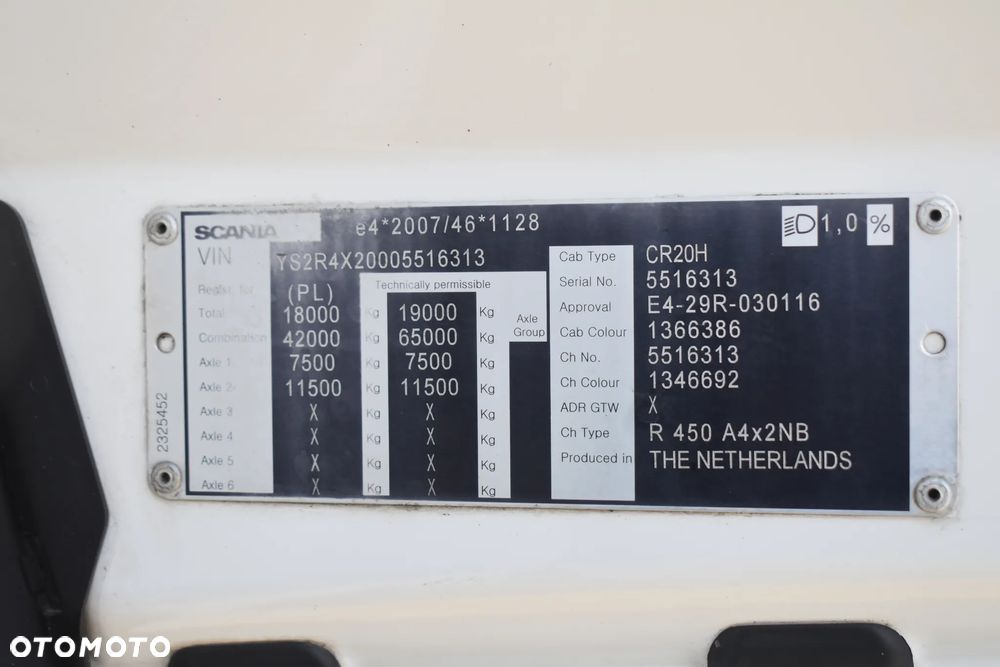 SCANIA e4*2007/46*1128 1,0 %
VIN YS2R4X20005516313
Regist. for (PL) Technically permissible
Total 18000 Kg 19000 Kg Axle Group
Combination 42000 Kg 65000 Kg
Axle 1 7500 Kg 7500 Kg
Axle 2 11500 Kg 11500 Kg
Axle 3 X Kg X Kg
Axle 4 X Kg X Kg
Axle 5 X Kg X Kg
Axle 6 X Kg X Kg
Cab Type CR20H
Serial No. 5516313
Approval E4-29R-030116
Cab Colour 1366386
Ch No. 5516313
Ch Colour 1346692
ADR GTW X
Ch Type R 450 A4x2NB
Produced in THE NETHERLANDS
2325452
OTOMOTO